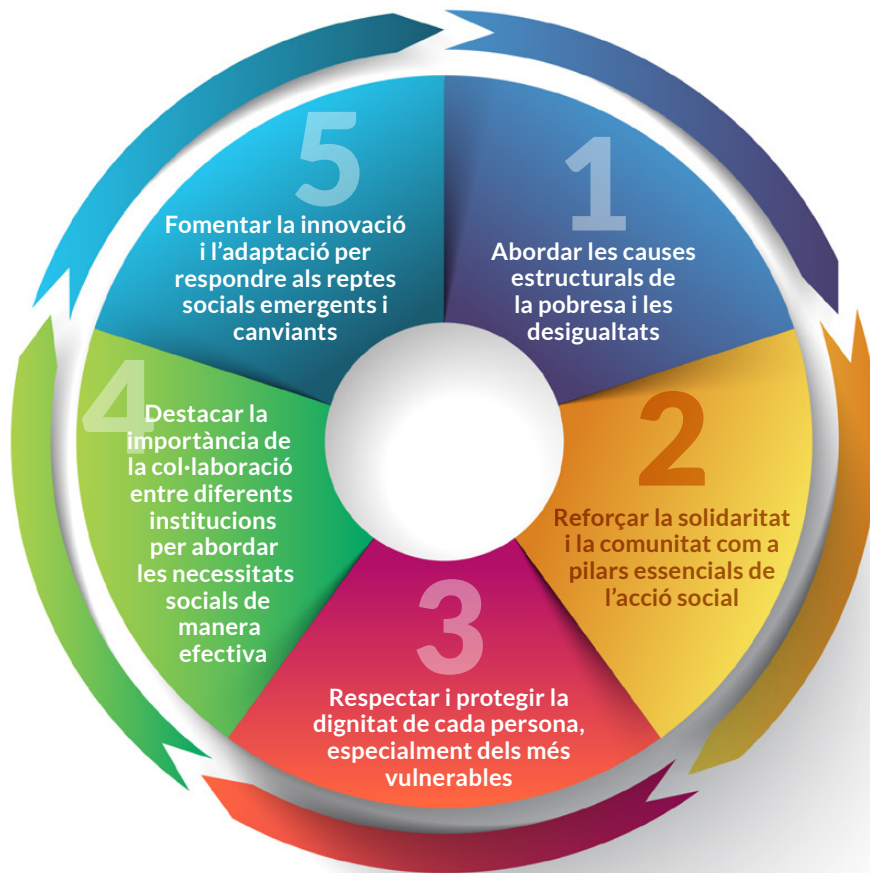 1
Abordar les causes
estructurals de
la pobresa i les
desigualtats
2
Reforçar la solidaritat
i la comunitat com a
pilars essencials de
l’acció social
3
Respectar i protegir la
dignitat de cada persona,
especialment dels més
vulnerables
4
Destacar la
importància de
la col·laboració
entre diferents
institucions
per abordar
les necessitats
socials de
manera
efectiva
5
Fomentar la innovació
i l’adaptació per
respondre als reptes
socials emergents i
canviants